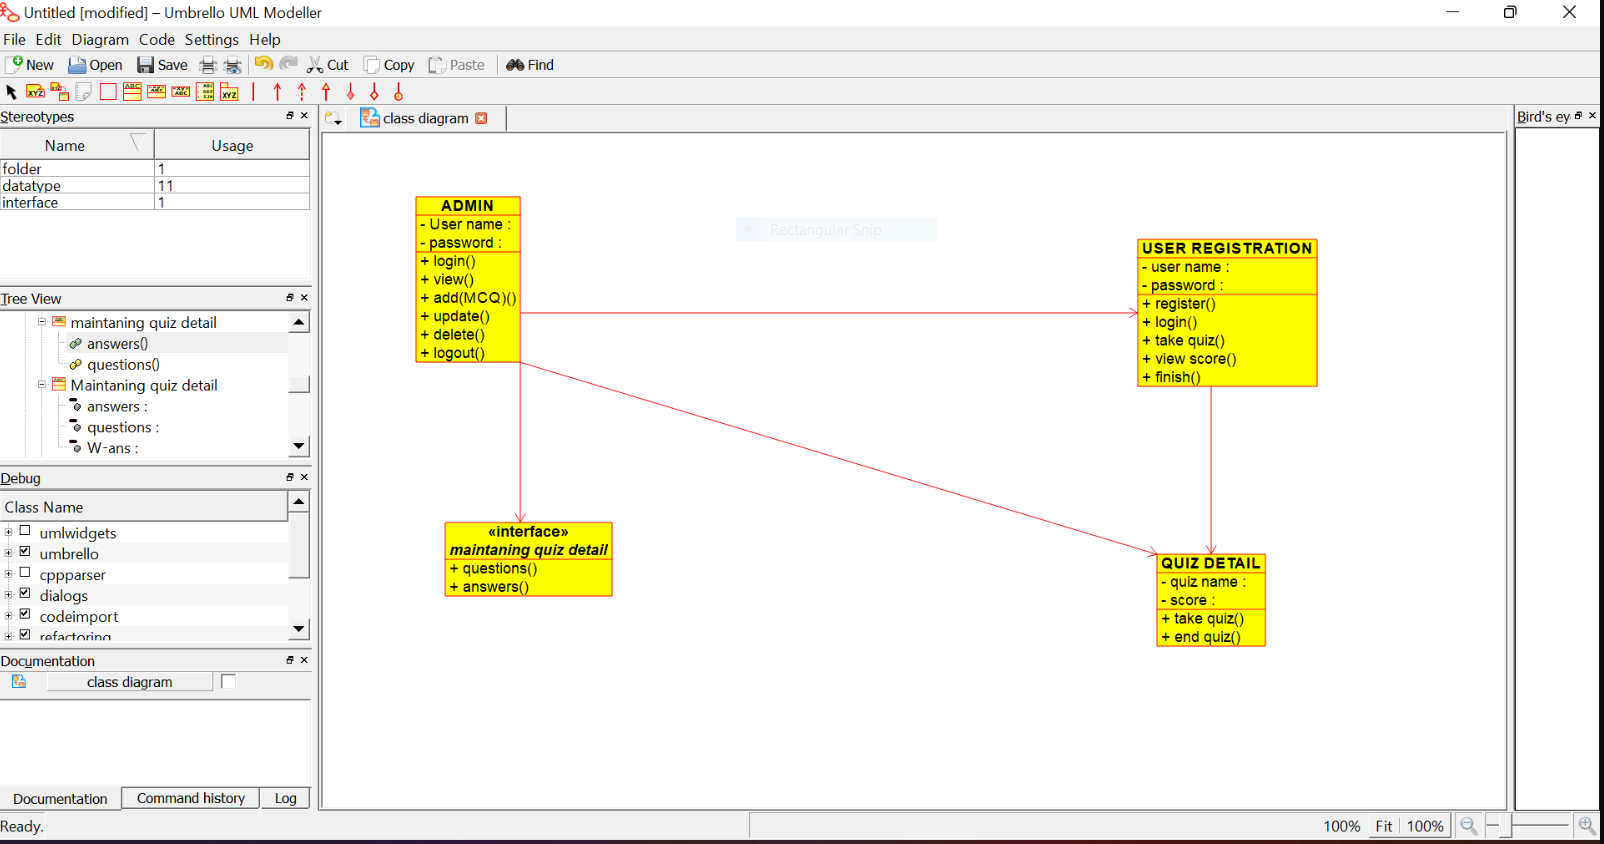 Untitled [modified] – Umbrello UML Modeller
File Edit Diagram Code Settings Help
New Open Save Cut Copy Paste Find
Stereotypes
Name Usage
folder 1
datatype 11
interface 1
Tree View
maintaning quiz detail
answers()
questions()
Maintaning quiz detail
answers :
questions :
W-ans :
Debug
Class Name
umlwidgets
umbrello
cppparser
dialogs
codeimport
refactoring
Documentation
class diagram
Documentation Command history Log
Ready.
class diagram
Rectangular Snip
ADMIN
- User name :
- password :
+ login()
+ view()
+ add(MCQ)()
+ update()
+ delete()
+ logout()
USER REGISTRATION
- user name :
- password :
+ register()
+ login()
+ take quiz()
+ view score()
+ finish()
«interface»
maintaning quiz detail
+ questions()
+ answers()
QUIZ DETAIL
- quiz name :
- score :
+ take quiz()
+ end quiz()
Bird's ey
100% Fit 100%